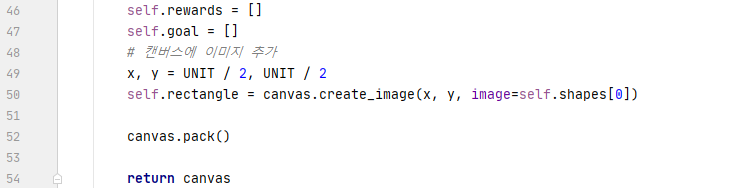 46 self.rewards = []
47 self.goal = []
48 # 캔버스에 이미지 추가
49 x, y = UNIT / 2, UNIT / 2
50 self.rectangle = canvas.create_image(x, y, image=self.shapes[0])
51
52 canvas.pack()
53
54 return canvas